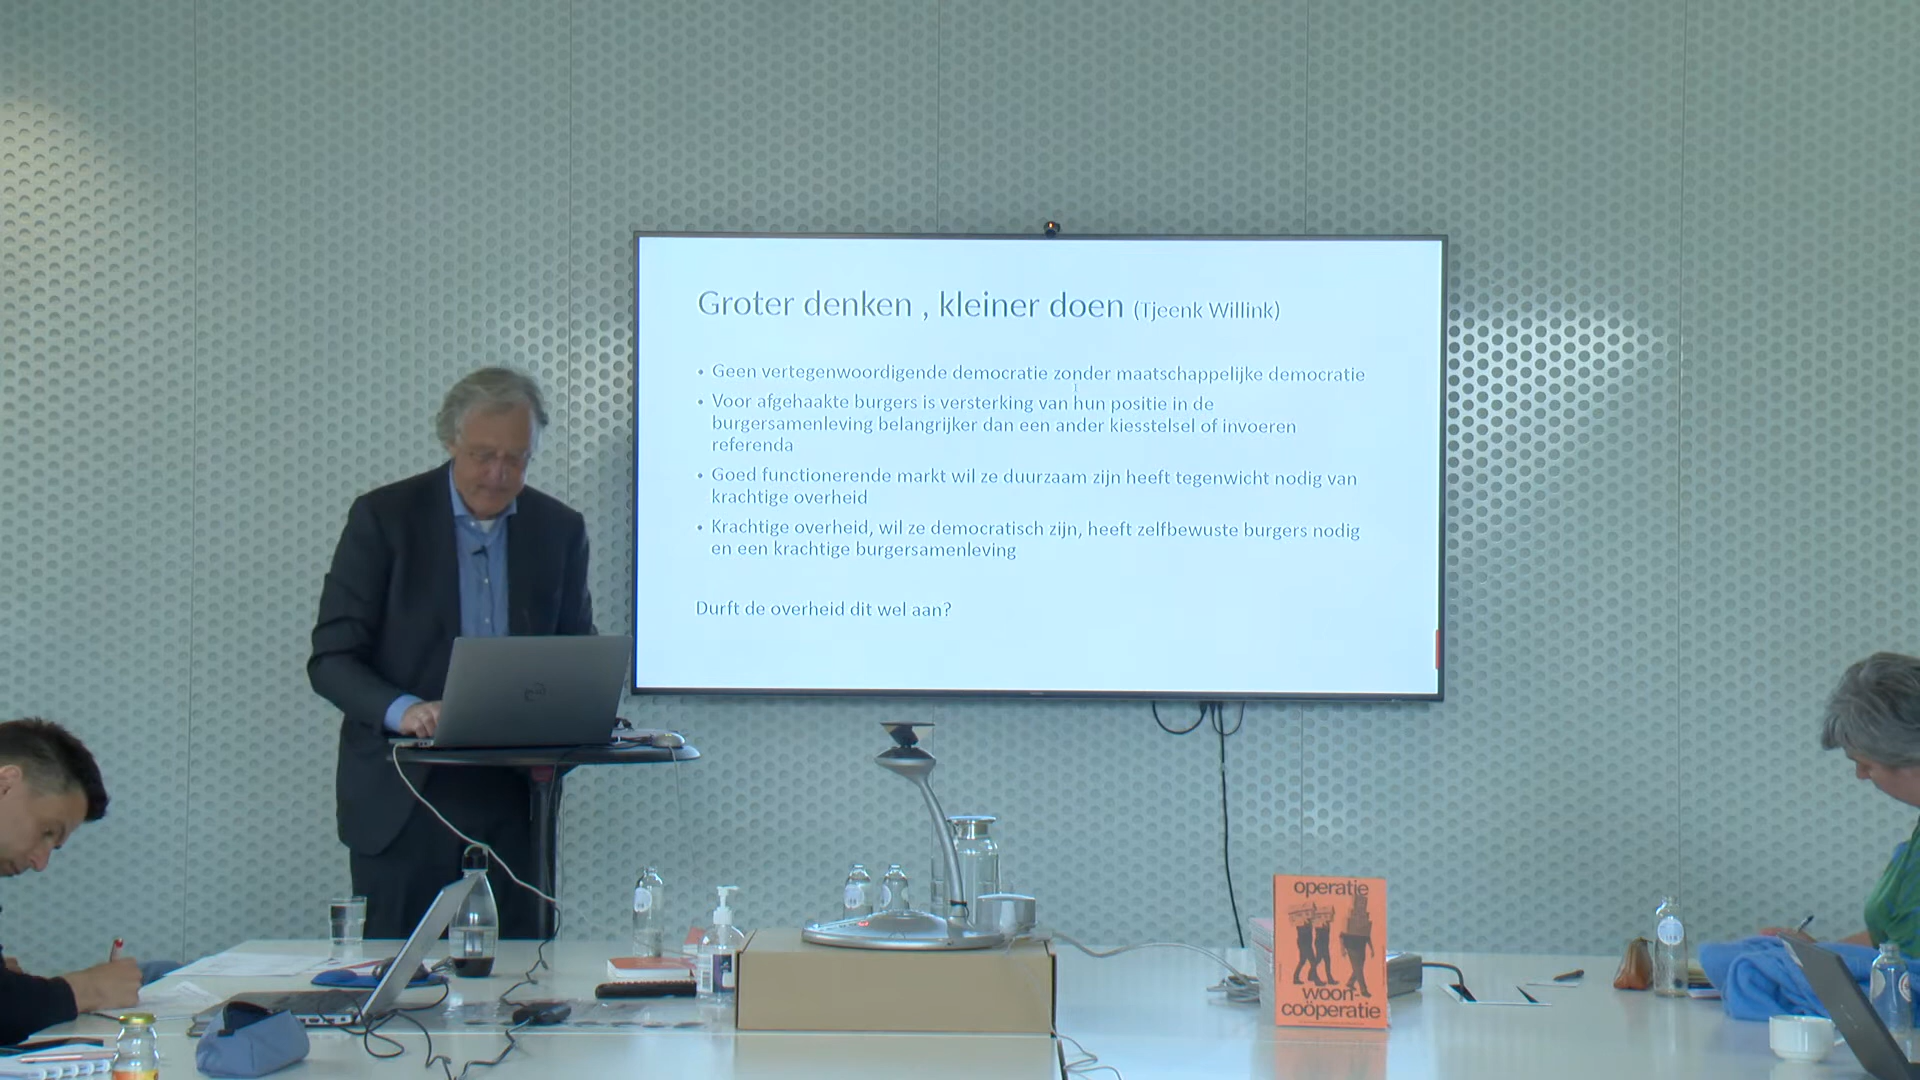 Groter denken , kleiner doen (Tjeenk Willink)
• Geen vertegenwoordigende democratie zonder maatschappelijke democratie
• Voor afgehaakte burgers is versterking van hun positie in de
burgersamenleving belangrijker dan een ander kiesstelsel of invoeren
referenda
• Goed functionerende markt wil ze duurzaam zijn heeft tegenwicht nodig van
krachtige overheid
• Krachtige overheid, wil ze democratisch zijn, heeft zelfbewuste burgers nodig
en een krachtige burgersamenleving
Durft de overheid dit wel aan?
operatie
woon-
coöperatie